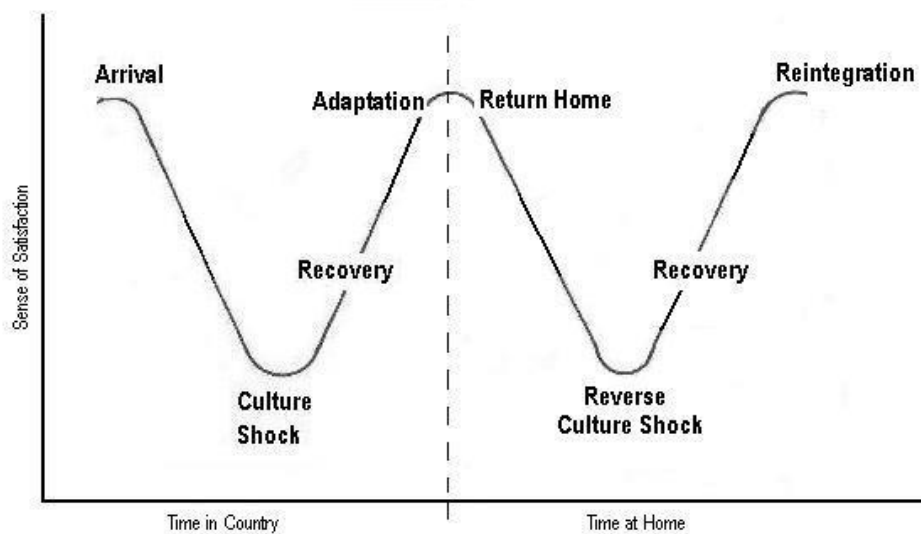 Arrival
Adaptation
Return Home
Reintegration
Sense of Satisfaction
Recovery
Recovery
Culture
Shock
Reverse
Culture Shock
Time in Country
Time at Home